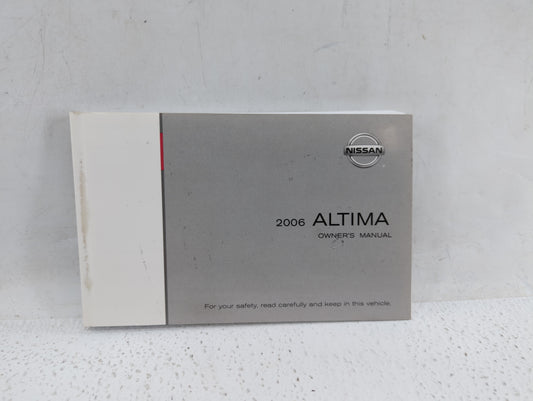 NISSAN
2006 ALTIMA
OWNER'S MANUAL
For your safety, read carefully and keep in this vehicle.